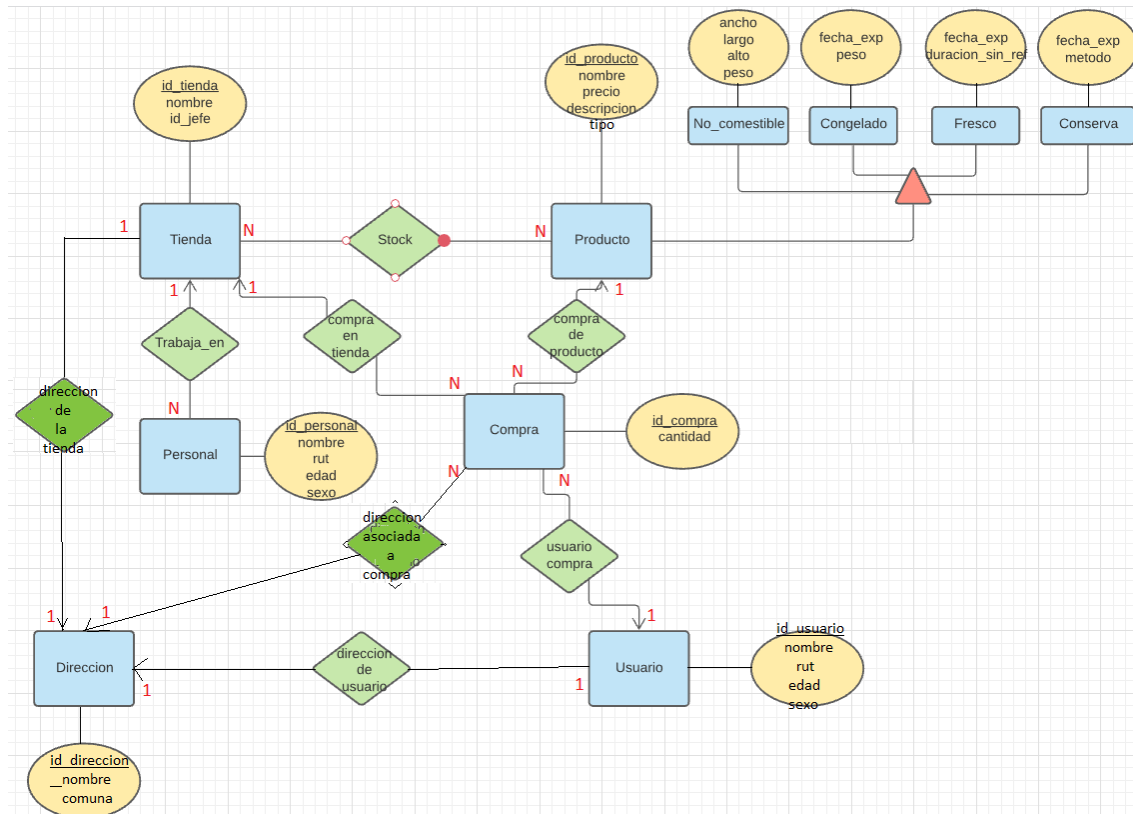 ancho
largo
alto
peso
fecha_exp
peso
fecha_exp
duracion_sin_ref
fecha_exp
metodo
id_tienda
nombre
id_jefe
id_producto
nombre
precio
descripcion
tipo
No_comestible
Congelado
Fresco
Conserva
1
Tienda
N
Stock
N
Producto
1
1
1
Trabaja_en
compra
en
tienda
compra
de
producto
N
N
N
direccion
de
la
tienda
Personal
id_personal
nombre
rut
edad
sexo
Compra
id_compra
cantidad
N
N
direccion
asociada
a
compra
usuario
compra
1
1
1
Direccion
1
direccion
de
usuario
1
Usuario
id_usuario
nombre
rut
edad
sexo
id_direccion
_nombre
comuna